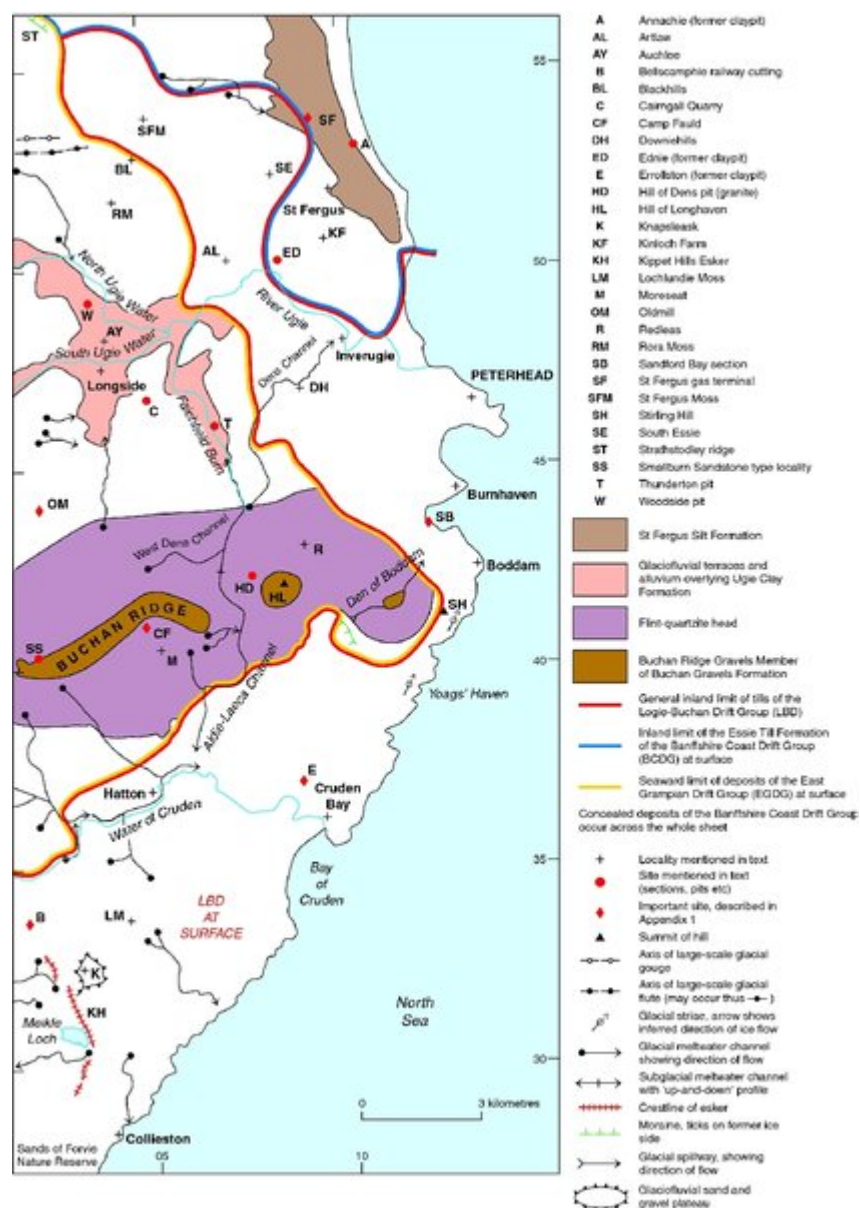 ST
55
SFM
SF
A
BL
SE
RM
St Fergus
KF
AL
ED
50
North Ugie Water
River Ugie
W
AY
South Ugie Water
Dens Channel
Inverugie
Longside
DH
PETERHEAD
C
Fairchfield Burn
T
45
Burnhaven
OM
SB
West Dens Channel
R
Boddam
HD
HL
Den of Boddam
SH
BUCHAN RIDGE
SS
CF
M
40
Aldie-Laeca Channel
Yoags' Haven
E
Hatton
Cruden
Bay
Water of Cruden
35
Bay
of
Cruden
LBD
AT
SURFACE
B
LM
K
KH
North
Sea
Meikle
Loch
30
0
3 kilometres
Collieston
Sands of Forvie
Nature Reserve
05
10
A Annachie (former claypit)
AL Artlaw
AY Auchlee
B Bellscamphie railway cutting
BL Blackhills
C Cairngall Quarry
CF Camp Fauld
DH Downiehills
ED Ednie (former claypit)
E Errollston (former claypit)
HD Hill of Dens pit (granite)
HL Hill of Longhaven
K Knapsleask
KF Kinloch Farm
KH Kippet Hills Esker
LM Lochlundie Moss
M Moreseat
OM Oldmill
R Redleas
RM Rora Moss
SB Sandford Bay section
SF St Fergus gas terminal
SFM St Fergus Moss
SH Stirling Hill
SE South Essie
ST Strathstodley ridge
SS Smallburn Sandstone type locality
T Thunderton pit
W Woodside pit
St Fergus Silt Formation
Glaciofluvial terraces and
alluvium overlying Ugie Clay
Formation
Flint-quartzite head
Buchan Ridge Gravels Member
of Buchan Gravels Formation
General inland limit of tills of the
Logie-Buchan Drift Group (LBD)
Inland limit of the Essie Till Formation
of the Banffshire Coast Drift Group
(BCDG) at surface
Seaward limit of deposits of the East
Grampian Drift Group (EGDG) at surface
Concealed deposits of the Banffshire Coast Drift Group
occur across the whole sheet
Locality mentioned in text
Site mentioned in text
(sections, pits etc)
Important site, described in
Appendix 1
Summit of hill
Axis of large-scale glacial
gouge
Axis of large-scale glacial
flute (may occur thus )
Glacial striae, arrow shows
inferred direction of ice flow
Glacial meltwater channel
showing direction of flow
Subglacial meltwater channel
with 'up-and-down' profile
Crestline of esker
Moraine, ticks on former ice
side
Glacial spillway, showing
direction of flow
Glaciofluvial sand and
gravel plateau